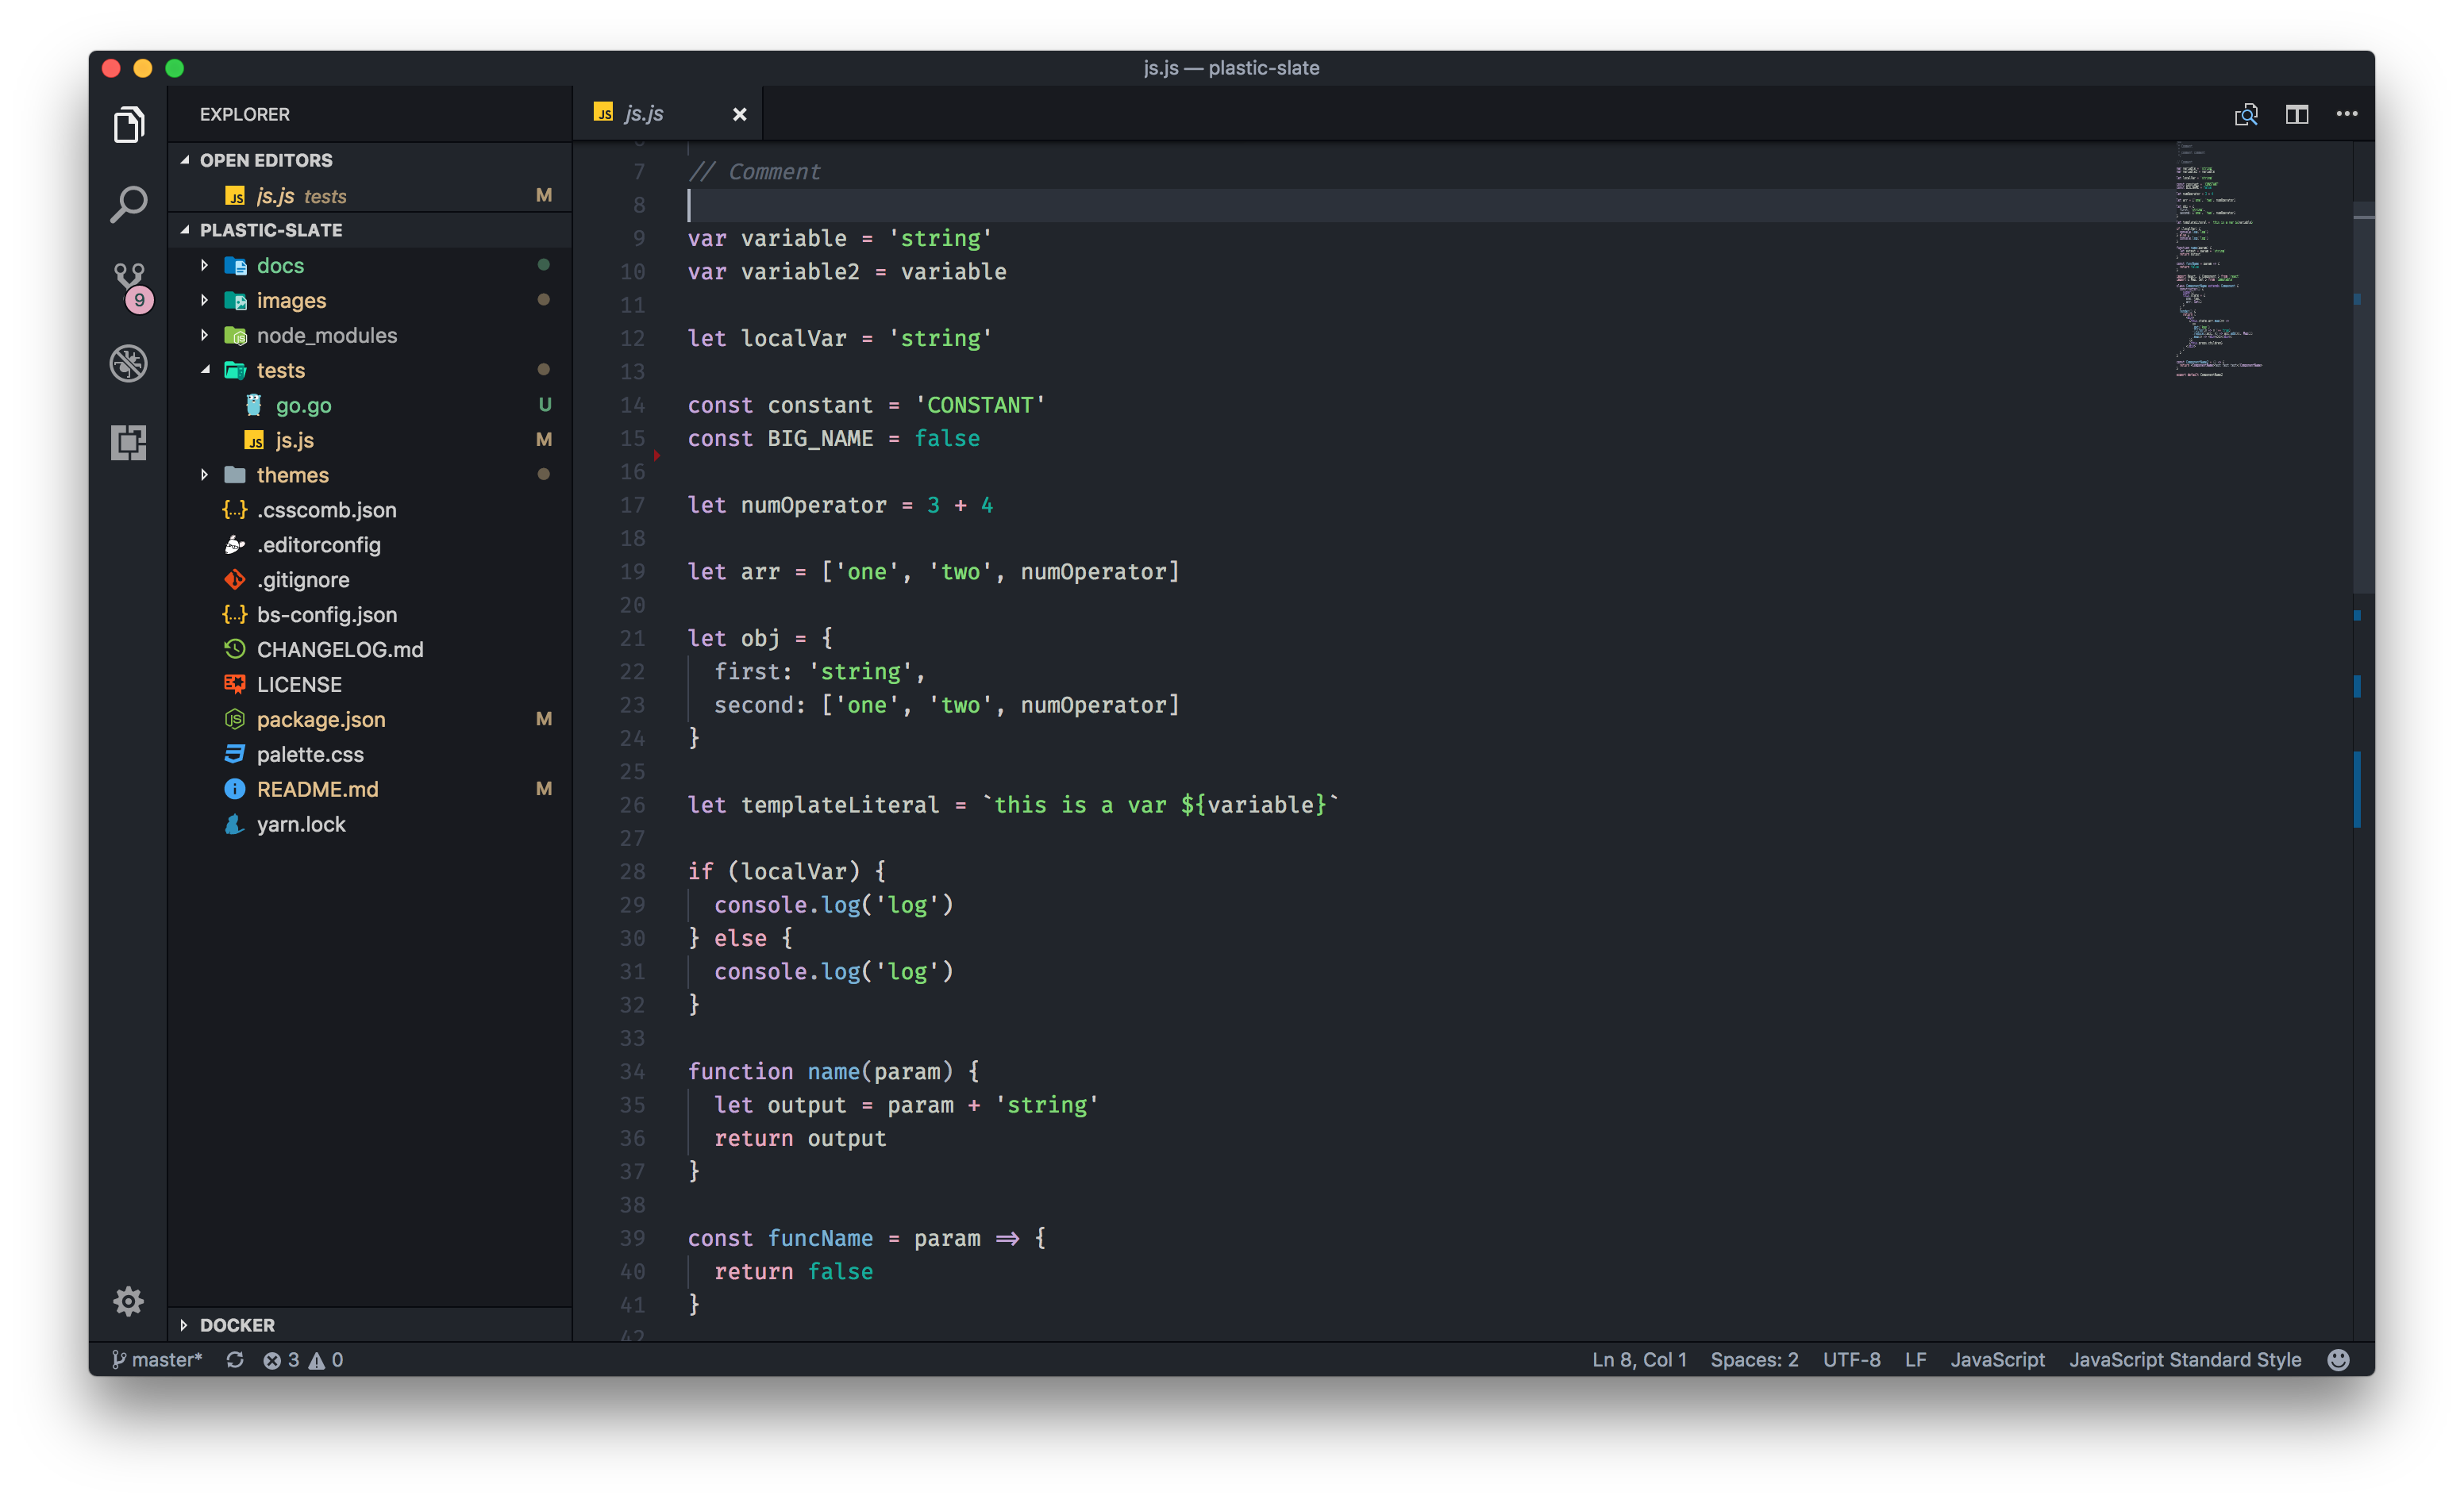 js.js — plastic-slate
EXPLORER
OPEN EDITORS
js.js tests M
PLASTIC-SLATE
docs
images
node_modules
tests
go.go U
js.js M
themes
.csscomb.json
.editorconfig
.gitignore
bs-config.json
CHANGELOG.md
LICENSE
package.json M
palette.css
README.md M
yarn.lock
DOCKER
9
js.js
7 // Comment
8
9 var variable = 'string'
10 var variable2 = variable
11
12 let localVar = 'string'
13
14 const constant = 'CONSTANT'
15 const BIG_NAME = false
16
17 let numOperator = 3 + 4
18
19 let arr = ['one', 'two', numOperator]
20
21 let obj = {
22   first: 'string',
23   second: ['one', 'two', numOperator]
24 }
25
26 let templateLiteral = `this is a var ${variable}`
27
28 if (localVar) {
29   console.log('log')
30 } else {
31   console.log('log')
32 }
33
34 function name(param) {
35   let output = param + 'string'
36   return output
37 }
38
39 const funcName = param => {
40   return false
41 }
42
master* 3 0 Ln 8, Col 1 Spaces: 2 UTF-8 LF JavaScript JavaScript Standard Style